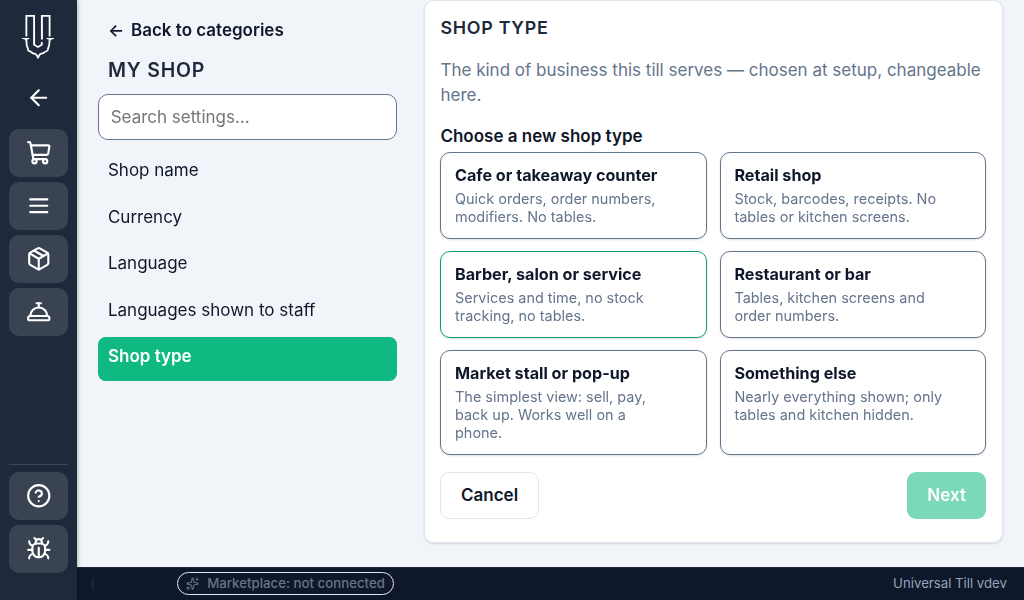 Back to categories
MY SHOP
Search settings...
Shop name
Currency
Language
Languages shown to staff
Shop type
SHOP TYPE
The kind of business this till serves — chosen at setup, changeable
here.
Choose a new shop type
Cafe or takeaway counter
Quick orders, order numbers,
modifiers. No tables.
Retail shop
Stock, barcodes, receipts. No
tables or kitchen screens.
Barber, salon or service
Services and time, no stock
tracking, no tables.
Restaurant or bar
Tables, kitchen screens and
order numbers.
Market stall or pop-up
The simplest view: sell, pay,
back up. Works well on a
phone.
Something else
Nearly everything shown; only
tables and kitchen hidden.
Cancel
Next
Marketplace: not connected
Universal Till vdev